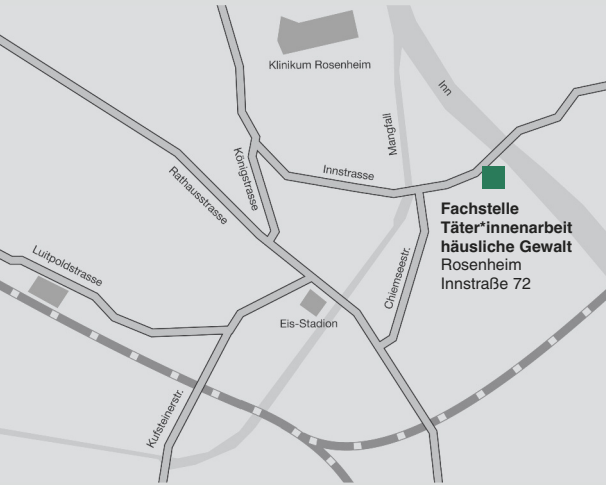 Klinikum Rosenheim
Inn
Mangfall
Königstrasse
Innstrasse
Rathausstrasse
Fachstelle
Täter*innenarbeit
häusliche Gewalt
Rosenheim
Innstraße 72
Luitpoldstrasse
Chiemseestr.
Eis-Stadion
Kufsteinerstr.